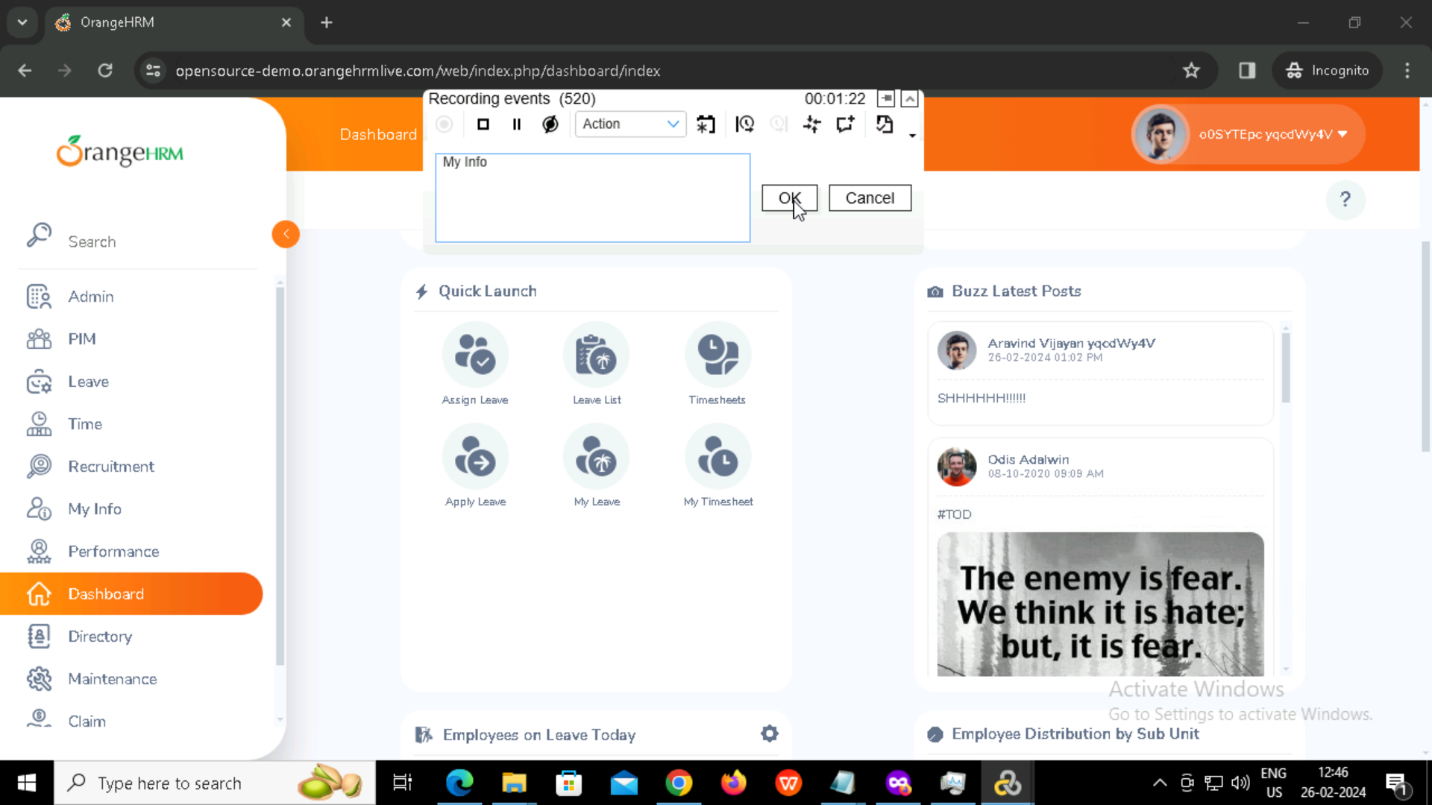 OrangeHRM
opensource-demo.orangehrmlive.com/web/index.php/dashboard/index
Incognito
Recording events (520)
00:01:22
Action
My Info
OK
Cancel
OrangeHRM
Dashboard
o0SYTEpc yqcdWy4V
?
Search
Admin
PIM
Leave
Time
Recruitment
My Info
Performance
Dashboard
Directory
Maintenance
Claim
Quick Launch
Assign Leave
Leave List
Timesheets
Apply Leave
My Leave
My Timesheet
Buzz Latest Posts
Aravind Vijayan yqcdWy4V
26-02-2024 01:02 PM
SHHHHHH!!!!!!
Odis Adalwin
08-10-2020 09:09 AM
#TOD
The enemy is fear.
We think it is hate;
but, it is fear.
Employees on Leave Today
Employee Distribution by Sub Unit
Activate Windows
Go to Settings to activate Windows.
Type here to search
ENG
US
12:46
26-02-2024
1